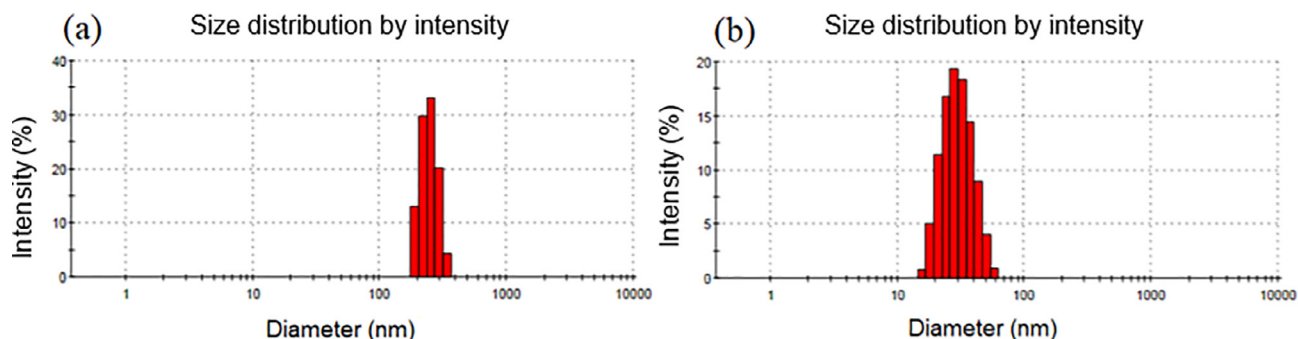 (a) Size distribution by intensity
40
30
20
10
0
Intensity (%)
1 10 100 1000 10000
Diameter (nm)
(b) Size distribution by intensity
20
15
10
5
0
Intensity (%)
1 10 100 1000 10000
Diameter (nm)